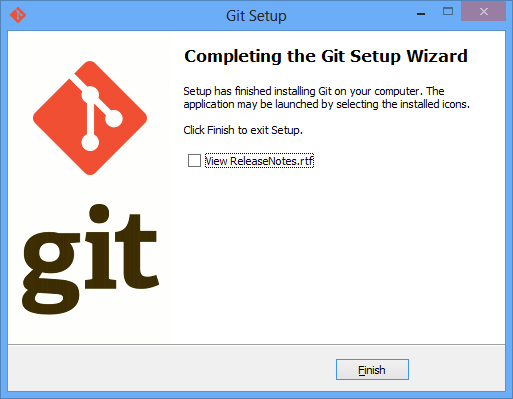 Git Setup
Completing the Git Setup Wizard
Setup has finished installing Git on your computer. The
application may be launched by selecting the installed icons.
Click Finish to exit Setup.
View ReleaseNotes.rtf
git
Finish